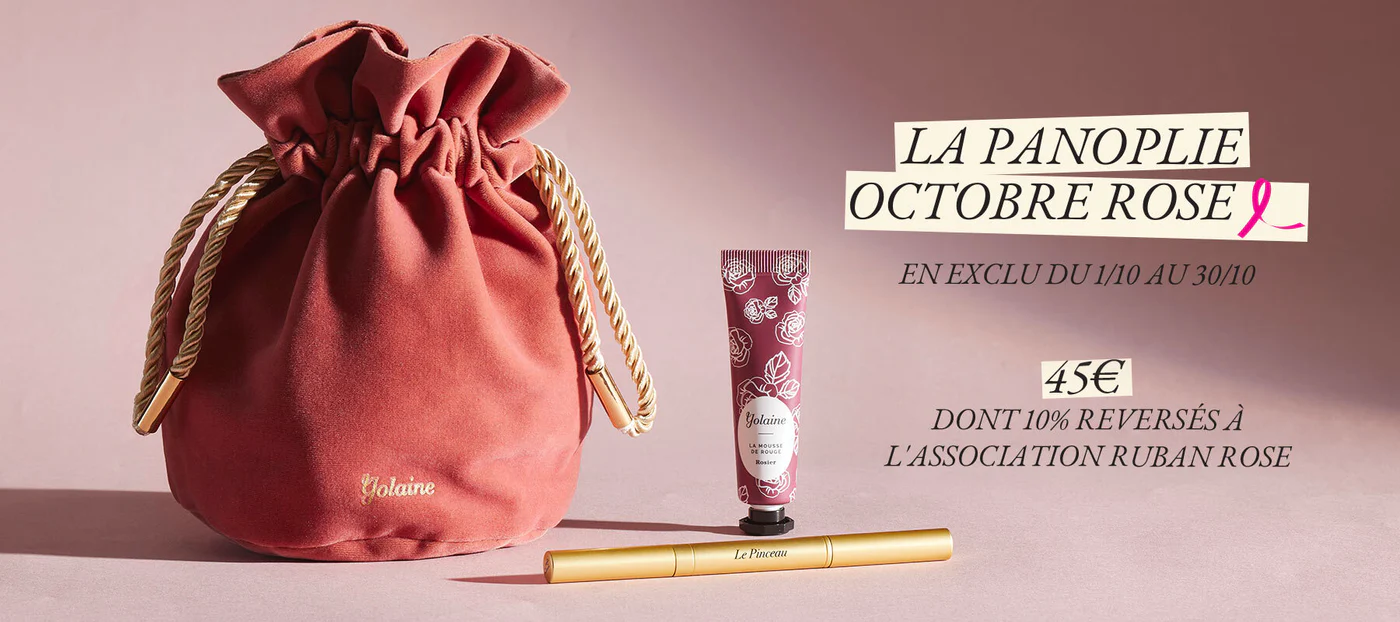 LA PANOPLIE
OCTOBRE ROSE
EN EXCLU DU 1/10 AU 30/10
45€
DONT 10% REVERSÉS À
L'ASSOCIATION RUBAN ROSE
Yolaine
Yolaine
LA MOUSSE
DE ROUGE
Rosier
Le Pinceau